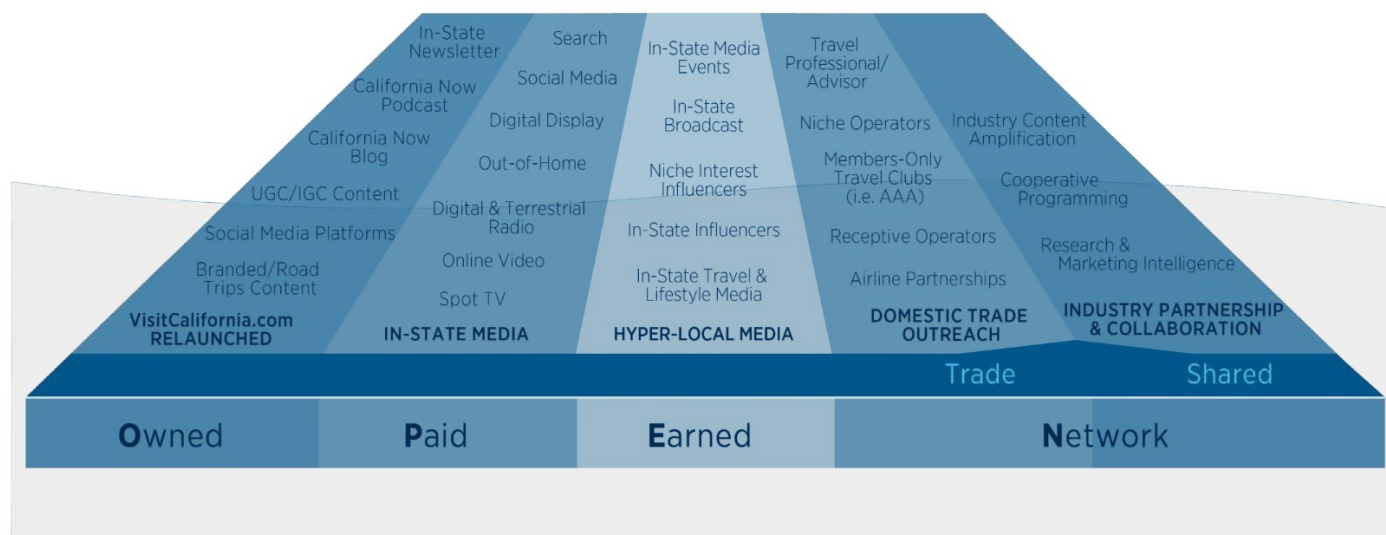 In-State
Newsletter
California Now
Podcast
California Now
Blog
UGC/IGC Content
Social Media Platforms
Branded/Road
Trips Content
VisitCalifornia.com
RELAUNCHED
Search
Social Media
Digital Display
Out-of-Home
Digital & Terrestrial
Radio
Online Video
Spot TV
IN-STATE MEDIA
In-State Media
Events
In-State
Broadcast
Niche Interest
Influencers
In-State Influencers
In-State Travel &
Lifestyle Media
HYPER-LOCAL MEDIA
Travel
Professional/
Advisor
Niche Operators
Members-Only
Travel Clubs
(i.e. AAA)
Receptive Operators
Airline Partnerships
DOMESTIC TRADE
OUTREACH
Industry Content
Amplification
Cooperative
Programming
Research &
Marketing Intelligence
INDUSTRY PARTNERSHIP
& COLLABORATION
Trade
Shared
Owned
Paid
Earned
Network